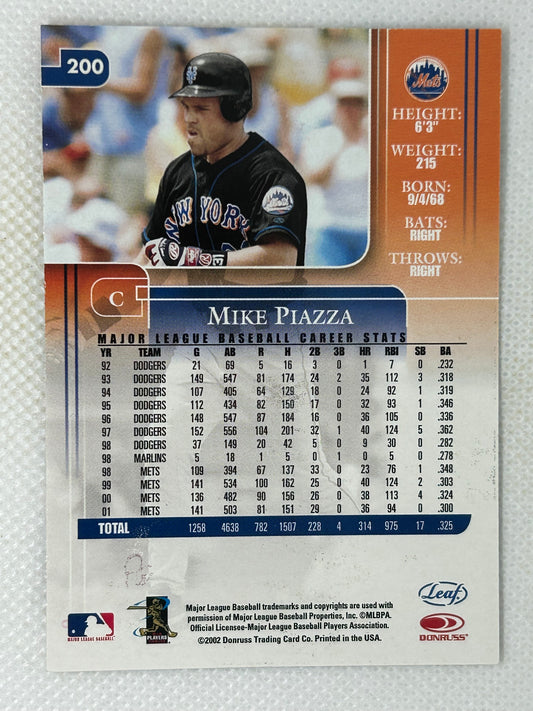 200
NY
NEW YORK
Mets
Mets
HEIGHT:
6'3"
WEIGHT:
215
BORN:
9/4/68
BATS:
RIGHT
THROWS:
RIGHT
C
MIKE PIAZZA
MAJOR LEAGUE BASEBALL CAREER STATS
YR TEAM G AB R H 2B 3B HR RBI SB BA
92 DODGERS 21 69 5 16 3 0 1 7 0 .232
93 DODGERS 149 547 81 174 24 2 35 112 3 .318
94 DODGERS 107 405 64 129 18 0 24 92 1 .319
95 DODGERS 112 434 82 150 17 0 32 93 1 .346
96 DODGERS 148 547 87 184 16 0 36 105 0 .336
97 DODGERS 152 556 104 201 32 1 40 124 5 .362
98 DODGERS 37 149 20 42 5 0 9 30 0 .282
98 MARLINS 5 18 1 5 0 1 0 5 0 .278
98 METS 109 394 67 137 33 0 23 76 1 .348
99 METS 141 534 100 162 25 0 40 124 2 .303
00 METS 136 482 90 156 26 0 38 113 4 .324
01 METS 141 503 81 151 29 0 36 94 0 .300
TOTAL 1258 4638 782 1507 228 4 314 975 17 .325
MAJOR LEAGUE BASEBALL
PLAYERS
Major League Baseball trademarks and copyrights are used with
permission of Major League Baseball Properties, Inc. ©MLBPA.
Official Licensee-Major League Baseball Players Association.
©2002 Donruss Trading Card Co. Printed in the USA.
Leaf
DONRUSS